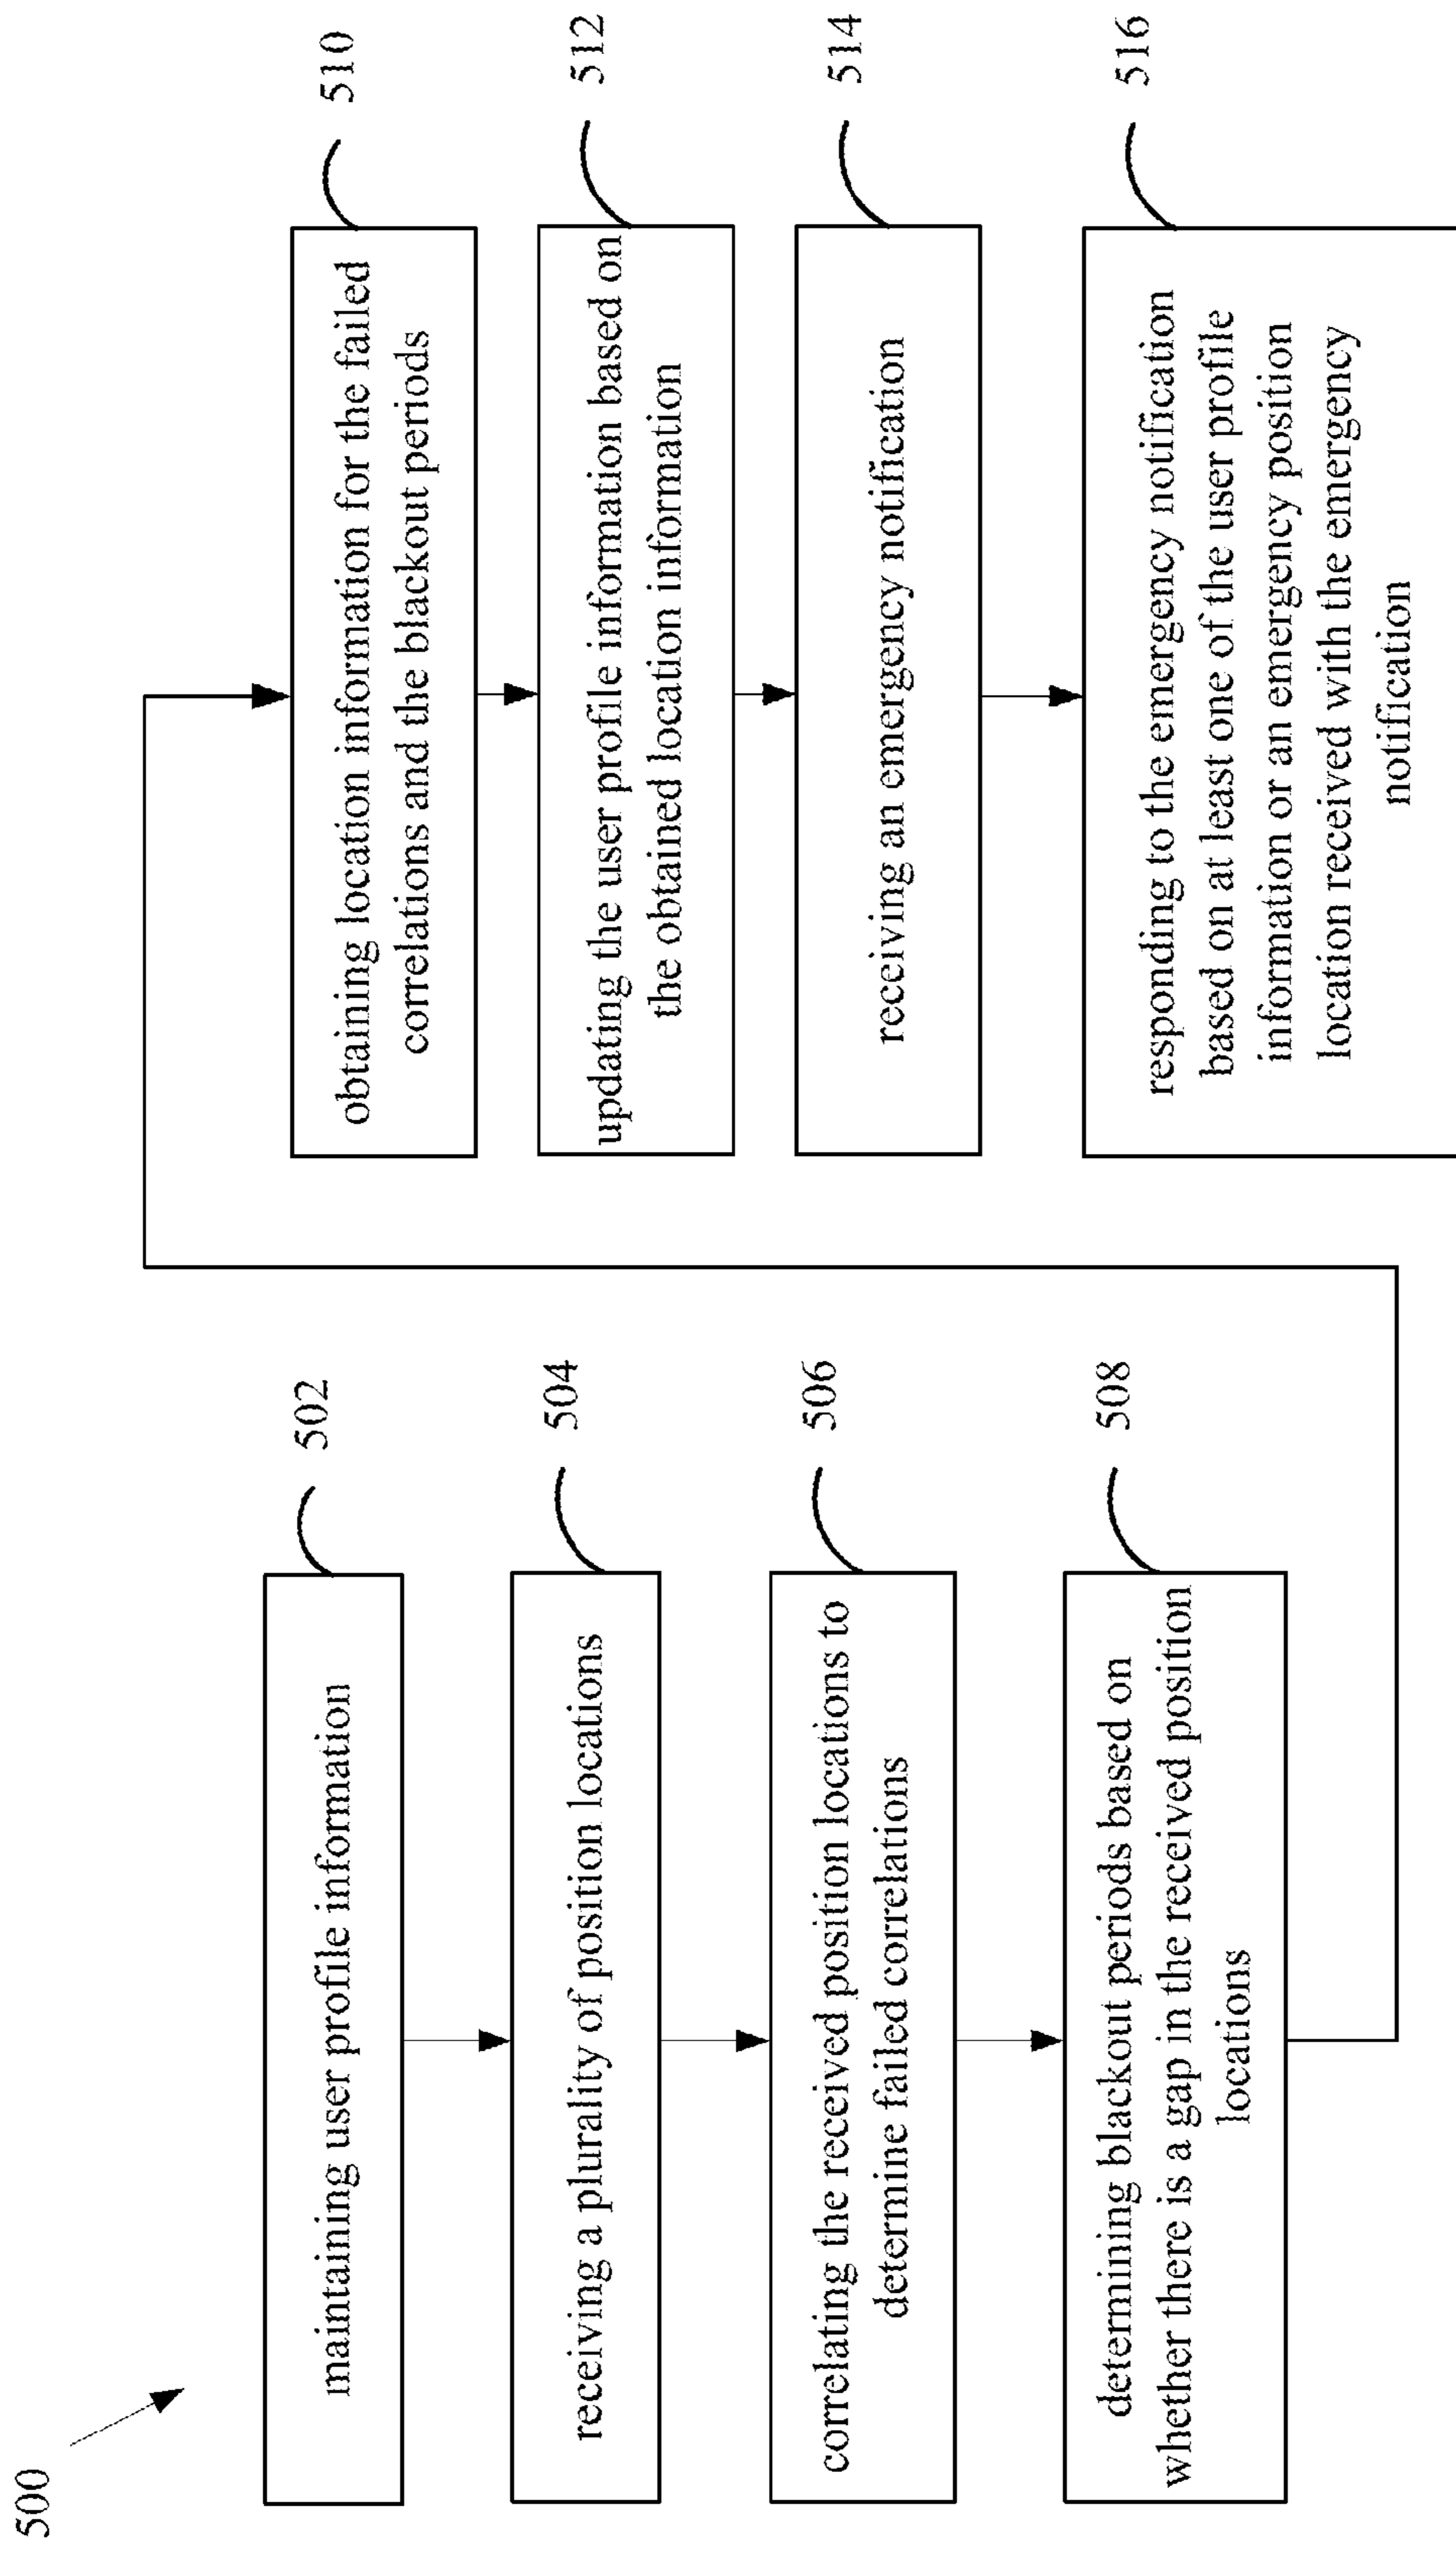 500
502
maintaining user profile information
504
receiving a plurality of position locations
506
correlating the received position locations to
determine failed correlations
508
determining blackout periods based on
whether there is a gap in the received position
locations
510
obtaining location information for the failed
correlations and the blackout periods
512
updating the user profile information based on
the obtained location information
514
receiving an emergency notification
516
responding to the emergency notification
based on at least one of the user profile
information or an emergency position
location received with the emergency
notification